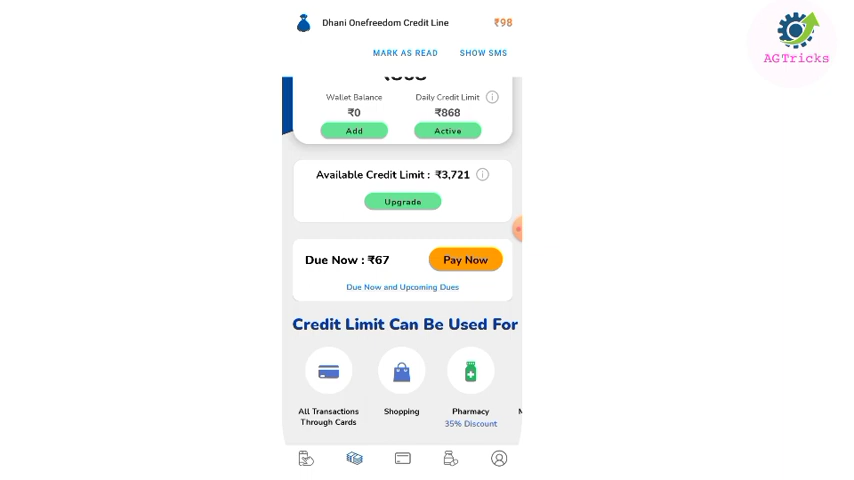 Dhani Onefreedom Credit Line ₹98
MARK AS READ SHOW SMS
AGTricks
Wallet Balance Daily Credit Limit
₹0 ₹868
Add Active
Available Credit Limit : ₹3,721
Upgrade
Due Now : ₹67 Pay Now
Due Now and Upcoming Dues
Credit Limit Can Be Used For
All Transactions Through Cards
Shopping
Pharmacy
35% Discount